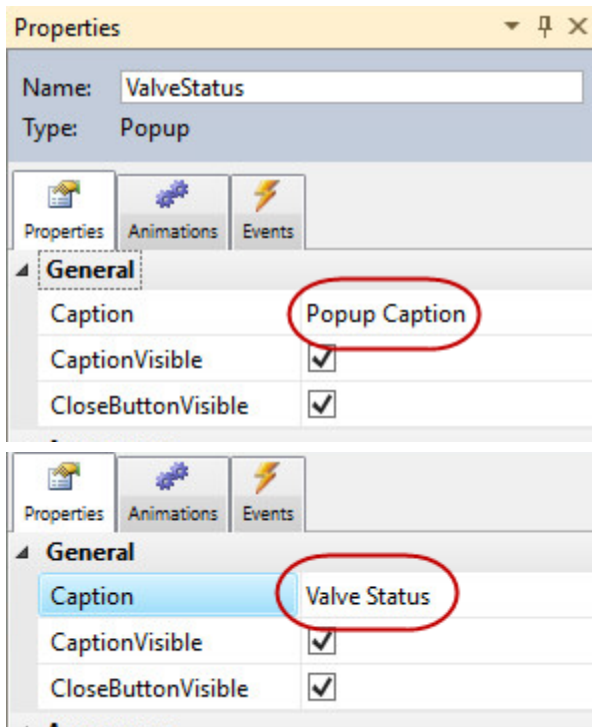 Properties
Name: ValveStatus
Type: Popup
Properties Animations Events
General
Caption Popup Caption
CaptionVisible
CloseButtonVisible
Properties Animations Events
General
Caption Valve Status
CaptionVisible
CloseButtonVisible